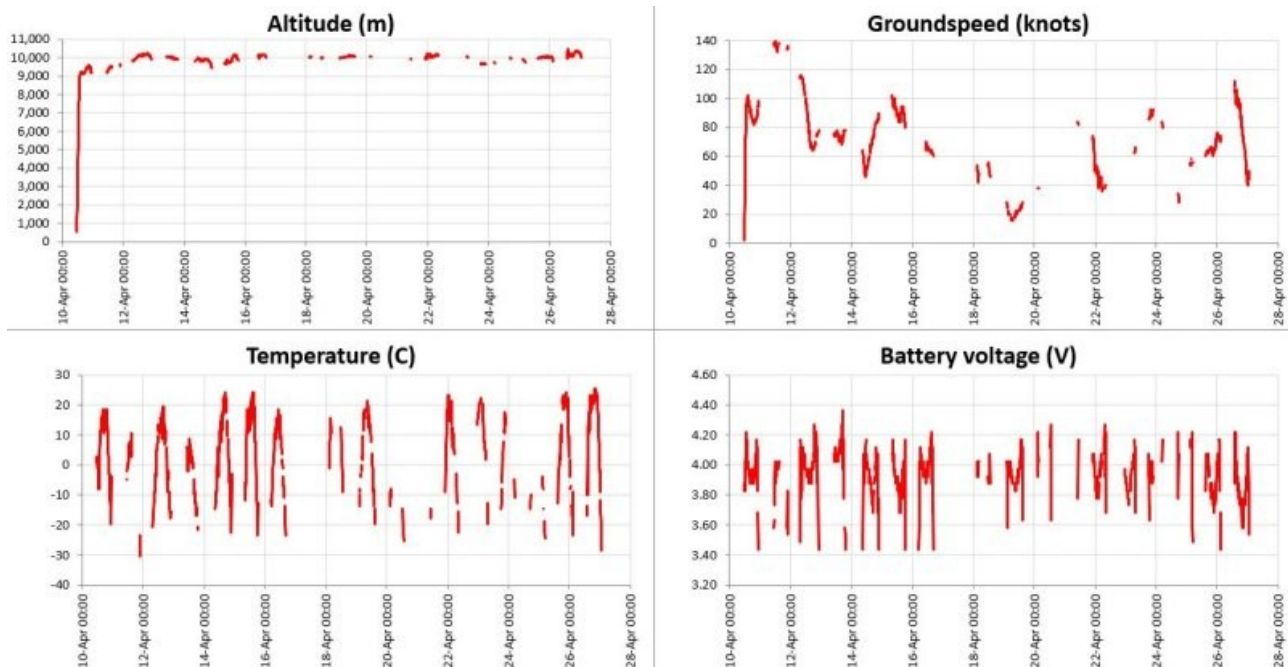 Altitude (m)
11,000
10,000
9,000
8,000
7,000
6,000
5,000
4,000
3,000
2,000
1,000
0
10-Apr 00:00
12-Apr 00:00
14-Apr 00:00
16-Apr 00:00
18-Apr 00:00
20-Apr 00:00
22-Apr 00:00
24-Apr 00:00
26-Apr 00:00
28-Apr 00:00
Groundspeed (knots)
140
120
100
80
60
40
20
0
10-Apr 00:00
12-Apr 00:00
14-Apr 00:00
16-Apr 00:00
18-Apr 00:00
20-Apr 00:00
22-Apr 00:00
24-Apr 00:00
26-Apr 00:00
28-Apr 00:00
Temperature (C)
30
20
10
0
-10
-20
-30
-40
10-Apr 00:00
12-Apr 00:00
14-Apr 00:00
16-Apr 00:00
18-Apr 00:00
20-Apr 00:00
22-Apr 00:00
24-Apr 00:00
26-Apr 00:00
28-Apr 00:00
Battery voltage (V)
4.60
4.40
4.20
4.00
3.80
3.60
3.40
3.20
10-Apr 00:00
12-Apr 00:00
14-Apr 00:00
16-Apr 00:00
18-Apr 00:00
20-Apr 00:00
22-Apr 00:00
24-Apr 00:00
26-Apr 00:00
28-Apr 00:00